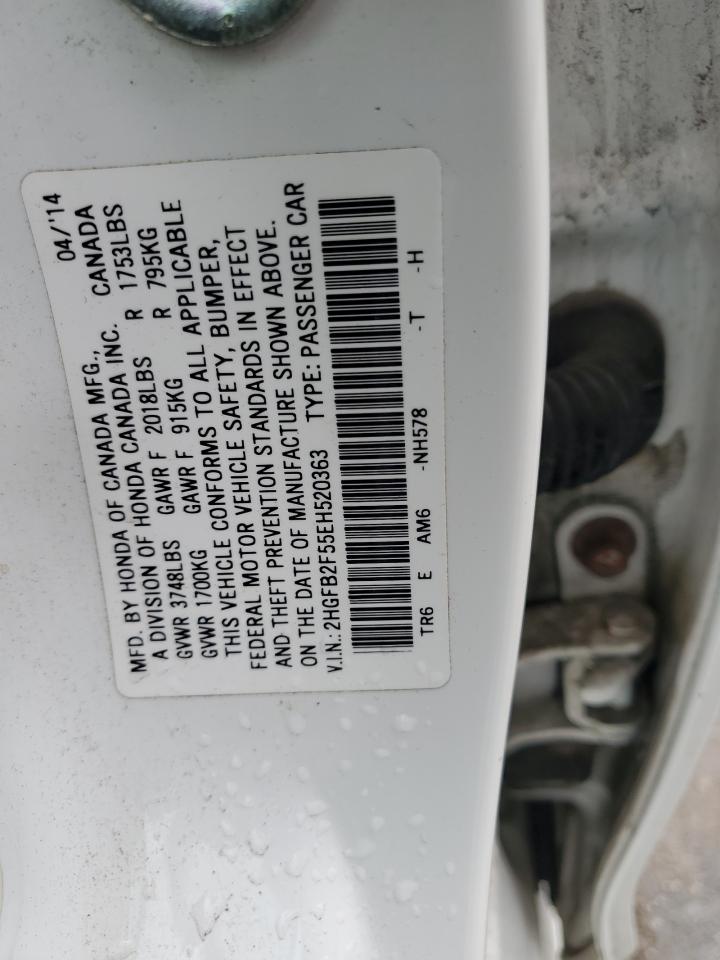 MFD. BY HONDA OF CANADA MFG., 04/'14
A DIVISION OF HONDA CANADA INC. CANADA
GVWR 3748LBS GAWR F 2018LBS R 1753LBS
GVWR 1700KG GAWR F 915KG R 795KG
THIS VEHICLE CONFORMS TO ALL APPLICABLE
FEDERAL MOTOR VEHICLE SAFETY, BUMPER,
AND THEFT PREVENTION STANDARDS IN EFFECT
ON THE DATE OF MANUFACTURE SHOWN ABOVE.
V.I.N.: 2HGFB2F55EH520363 TYPE: PASSENGER CAR
TR6 E AM6 -NH578 -T -H